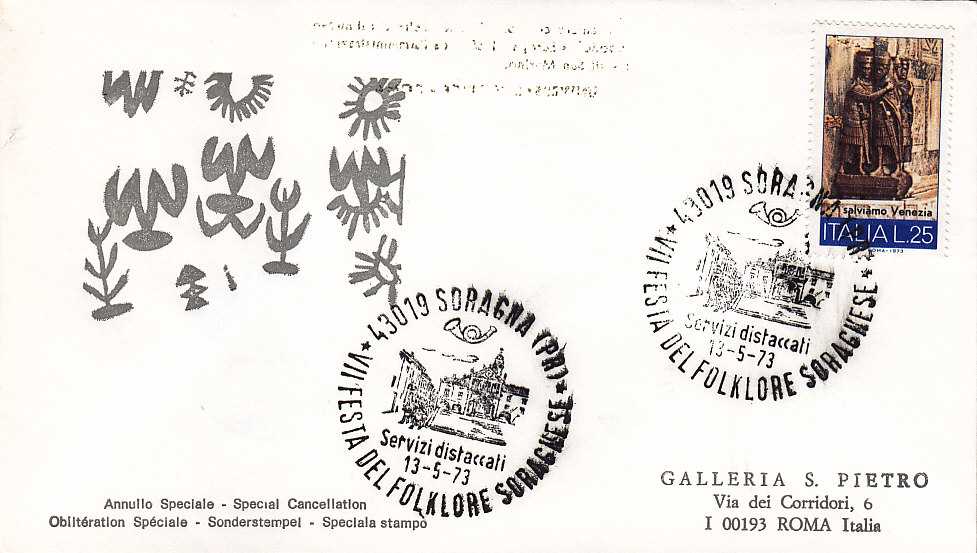 salviamo Venezia
ITALIA L.25
ROMA-1973
★ 43019 SORAGNA (PR) ★
VII FESTA DEL FOLKLORE SORAGNESE
Servizi distaccati
13-5-73
★ 43019 SORAGNA (PR) ★
VII FESTA DEL FOLKLORE SORAGNESE
Servizi distaccati
13-5-73
Annullo Speciale - Special Cancellation
Oblitération Spéciale - Sonderstempel - Speciala stampo
GALLERIA S. PIETRO
Via dei Corridori, 6
I 00193 ROMA Italia